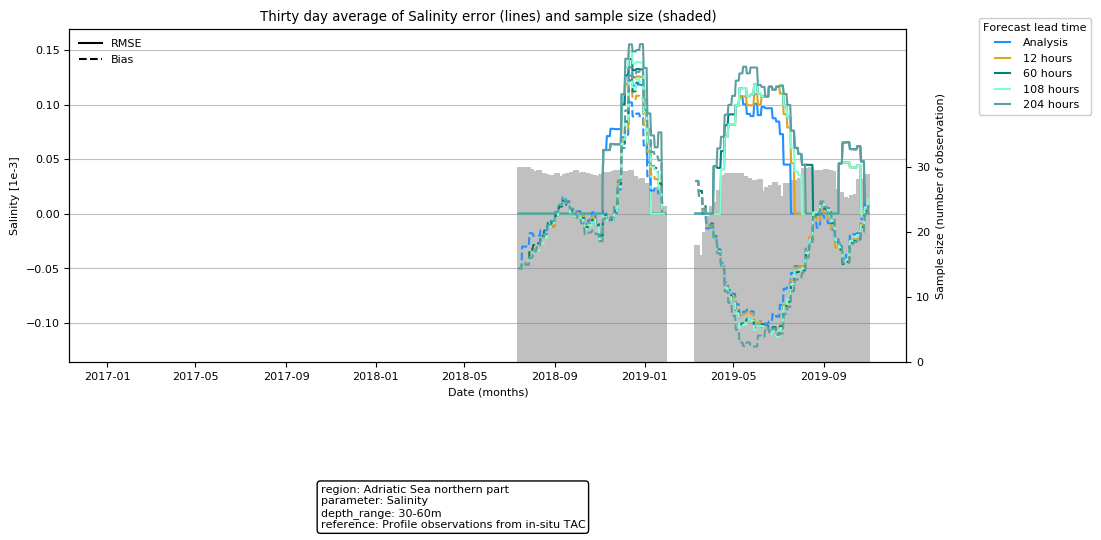 Thirty day average of Salinity error (lines) and sample size (shaded)
Forecast lead time
Analysis
12 hours
60 hours
108 hours
204 hours
RMSE
Bias
Salinity [1e-3]
0.15
0.10
0.05
0.00
−0.05
−0.10
Sample size (number of observation)
30
20
10
0
2017-01 2017-05 2017-09 2018-01 2018-05 2018-09 2019-01 2019-05 2019-09
Date (months)
region: Adriatic Sea northern part
parameter: Salinity
depth_range: 30-60m
reference: Profile observations from in-situ TAC